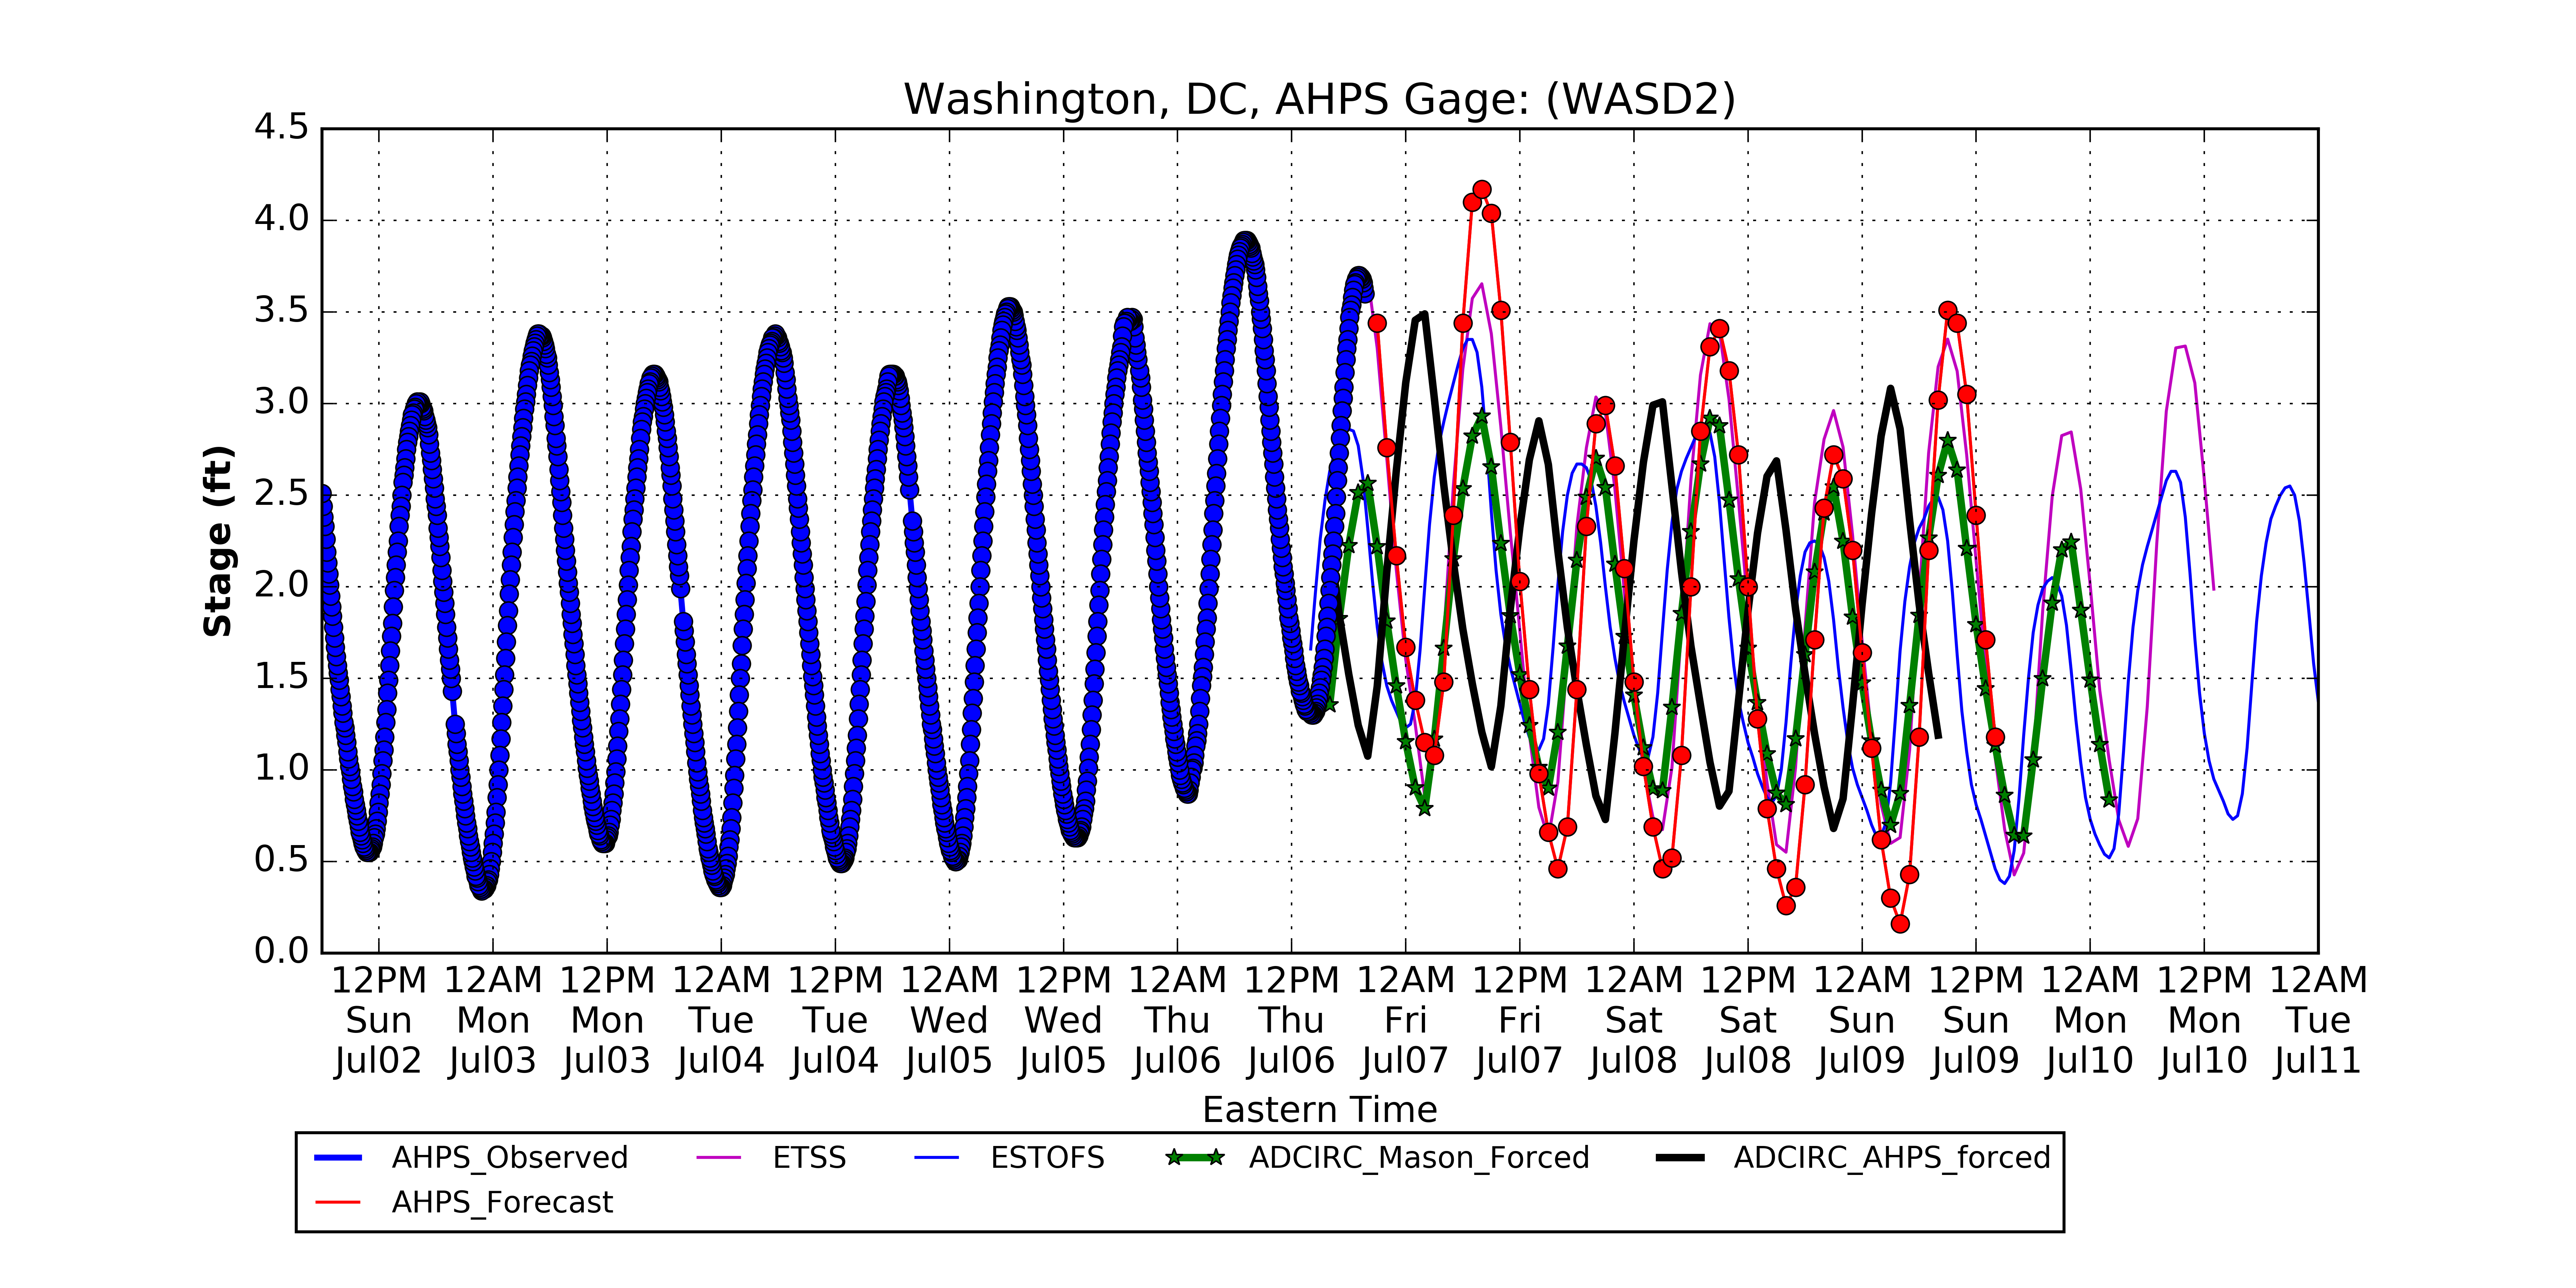 Washington, DC, AHPS Gage: (WASD2)
4.5
4.0
3.5
3.0
2.5
2.0
1.5
1.0
0.5
0.0
Stage (ft)
12PM 12AM 12PM 12AM 12PM 12AM 12PM 12AM 12PM 12AM 12PM 12AM 12PM 12AM 12PM 12AM 12PM 12AM
Sun Mon Mon Tue Tue Wed Wed Thu Thu Fri Fri Sat Sat Sun Sun Mon Mon Tue
Jul02 Jul03 Jul03 Jul04 Jul04 Jul05 Jul05 Jul06 Jul06 Jul07 Jul07 Jul08 Jul08 Jul09 Jul09 Jul10 Jul10 Jul11
Eastern Time
AHPS_Observed ETSS ESTOFS ADCIRC_Mason_Forced ADCIRC_AHPS_forced
AHPS_Forecast